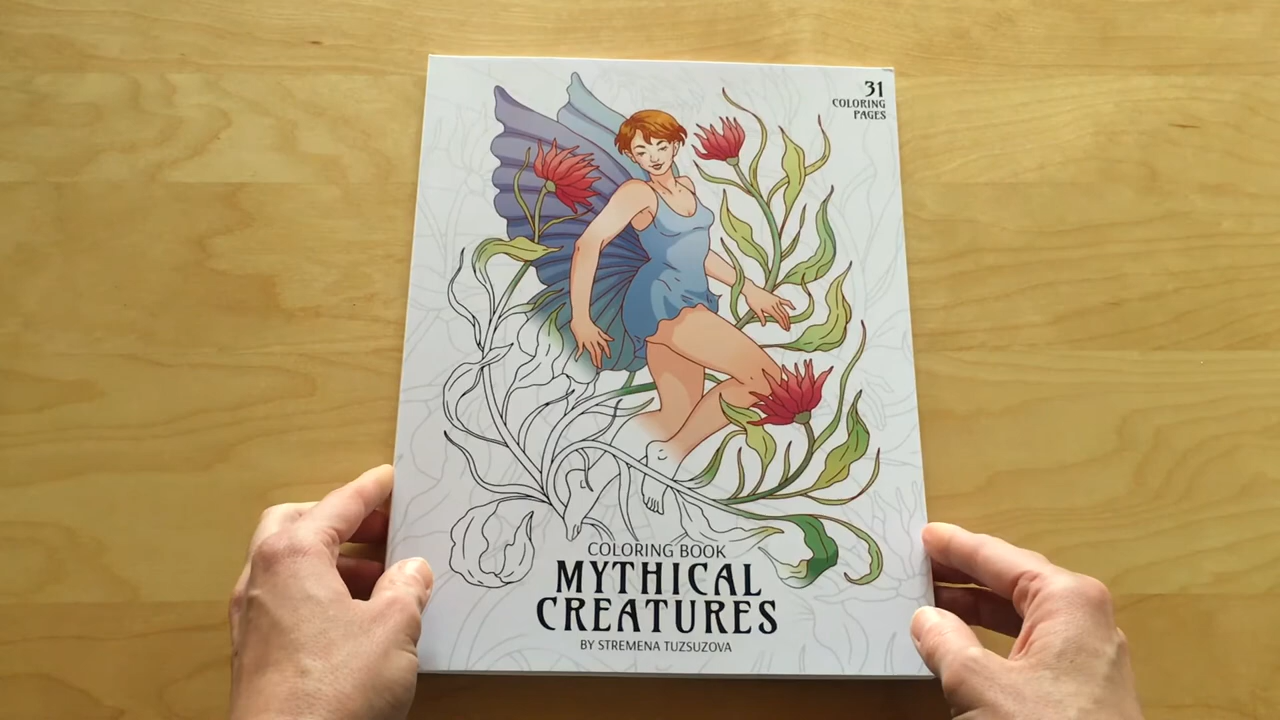 31
COLORING
PAGES
COLORING BOOK
MYTHICAL
CREATURES
BY STREMENA TUZSUZOVA